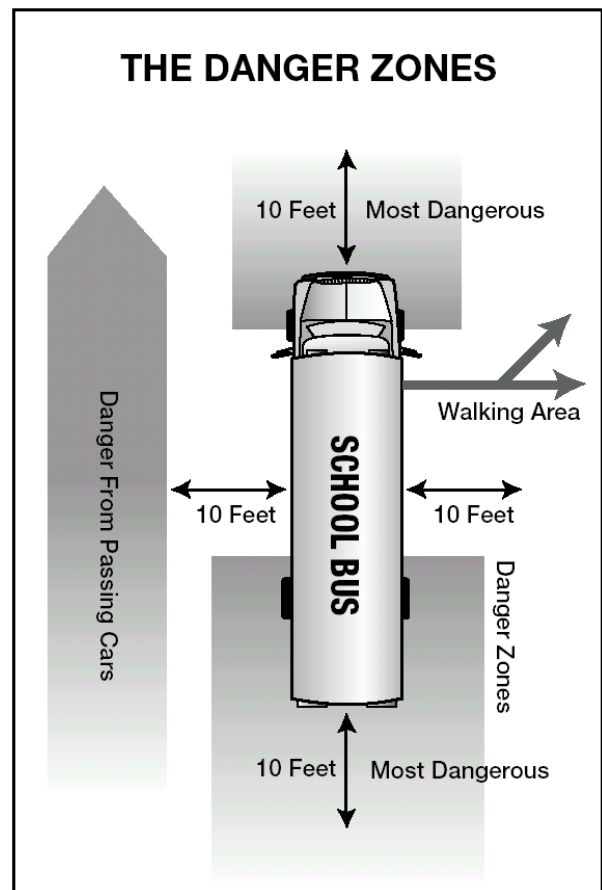 THE DANGER ZONES
10 Feet
Most Dangerous
Walking Area
Danger From Passing Cars
SCHOOL BUS
10 Feet
10 Feet
Danger Zones
10 Feet
Most Dangerous